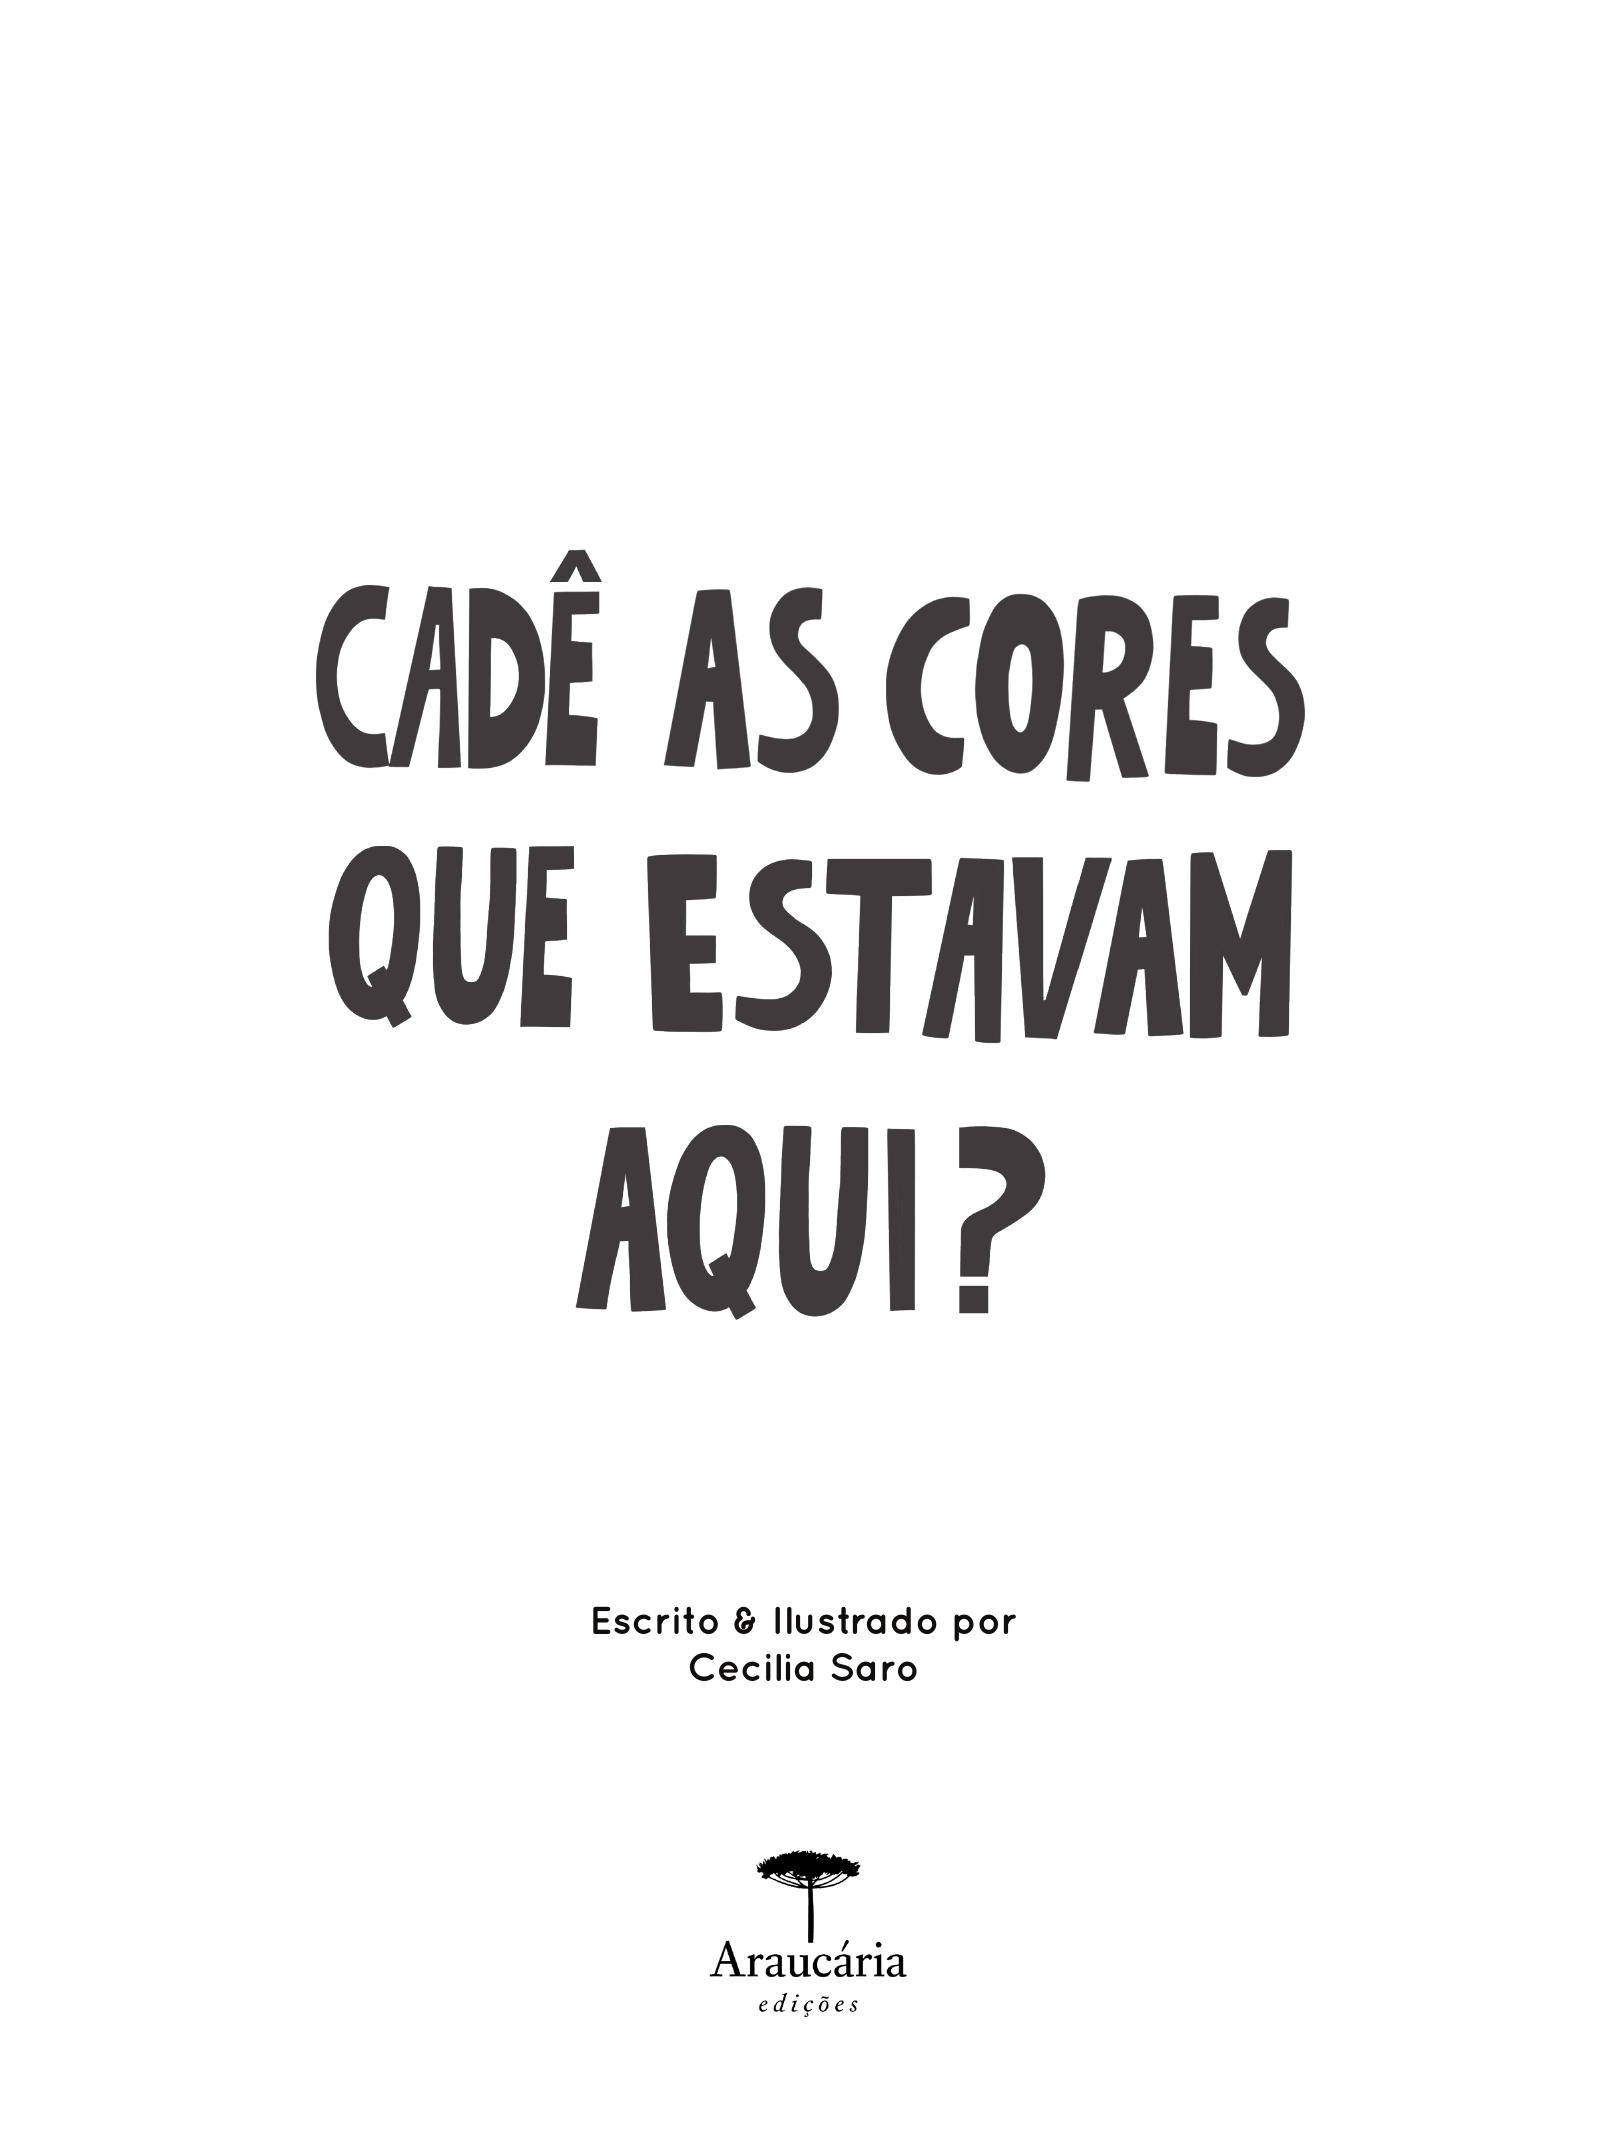 CADÊ AS CORES
QUE ESTAVAM
AQUI?
Escrito & Ilustrado por
Cecilia Saro
Araucária
edições